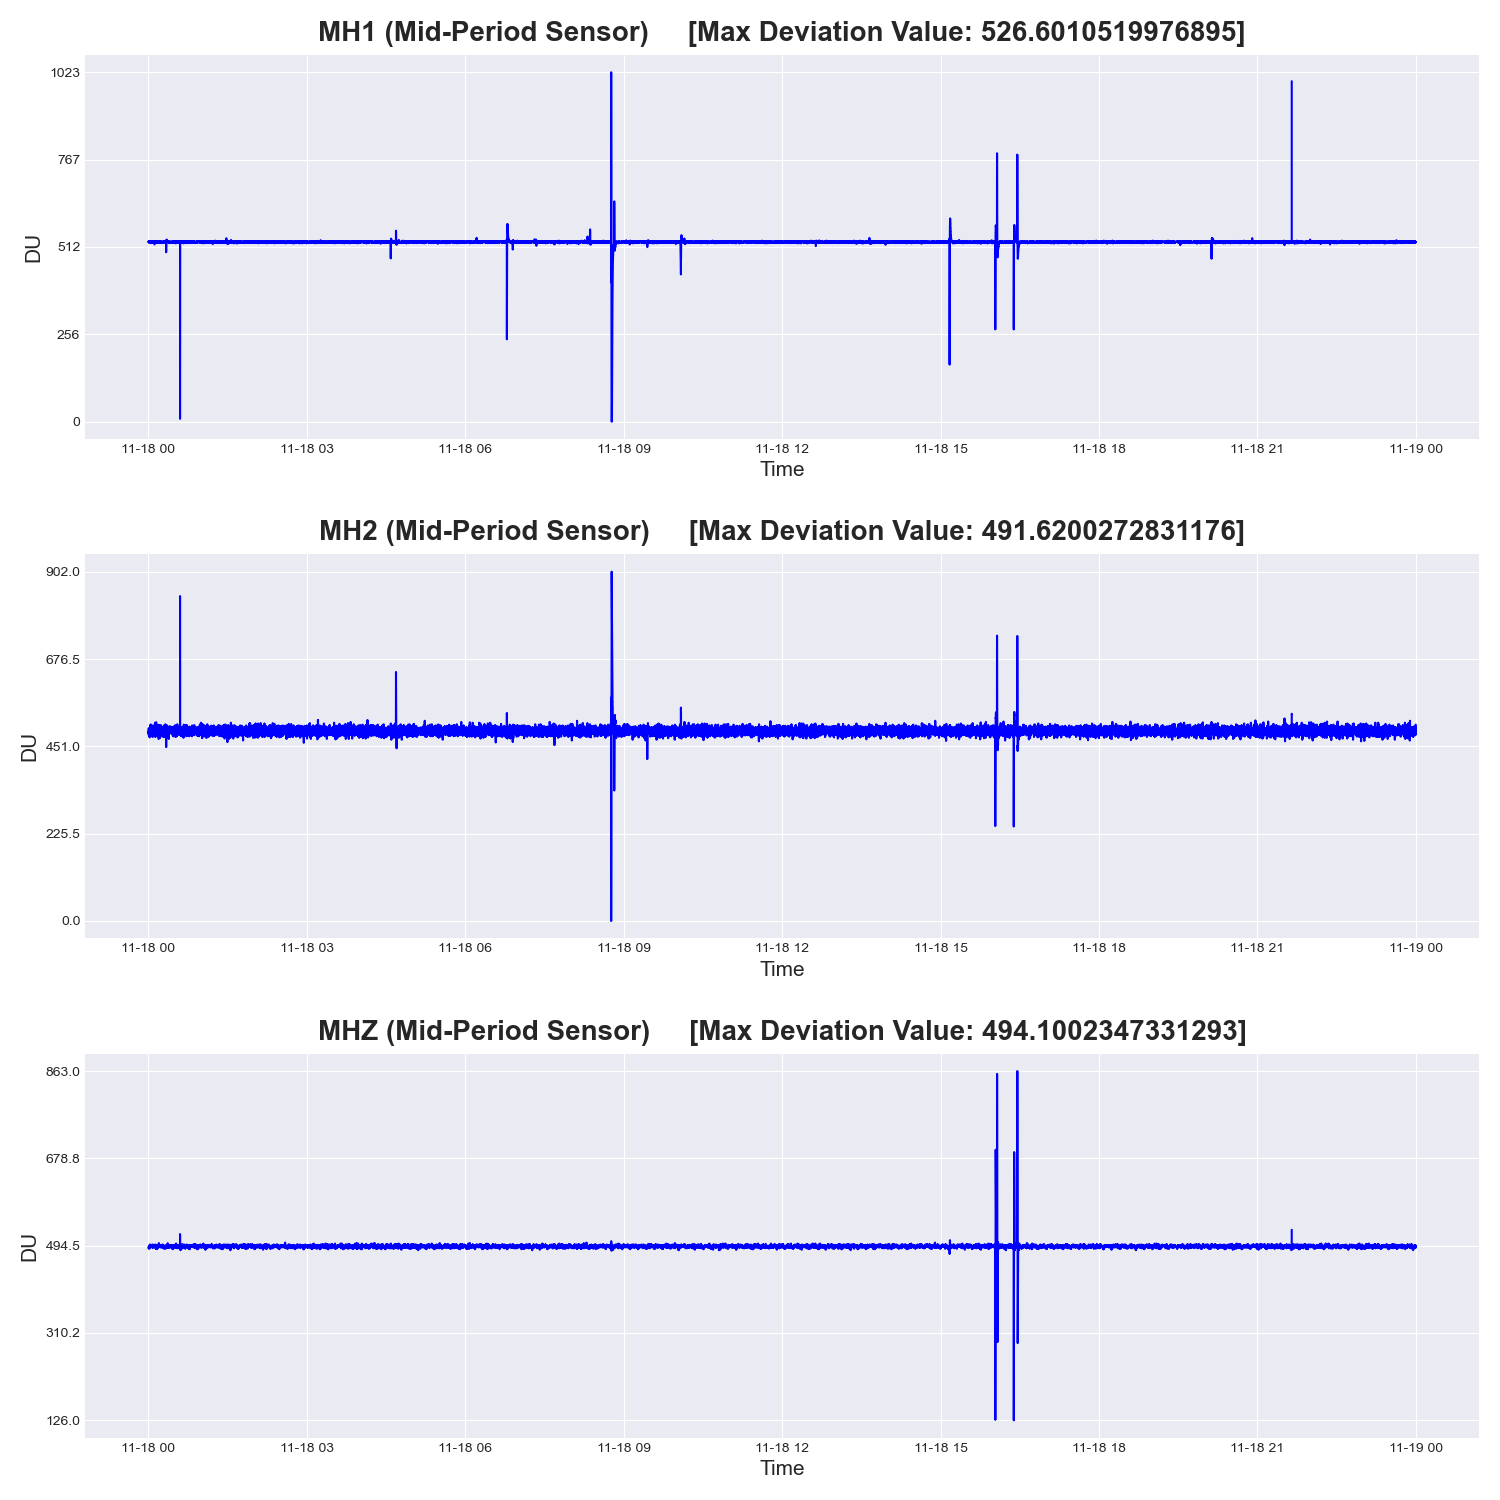 MH1 (Mid-Period Sensor)     [Max Deviation Value: 526.6010519976895]
1023
767
512
256
0
DU
11-18 00 11-18 03 11-18 06 11-18 09 11-18 12 11-18 15 11-18 18 11-18 21 11-19 00
Time
MH2 (Mid-Period Sensor)     [Max Deviation Value: 491.6200272831176]
902.0
676.5
451.0
225.5
0.0
DU
11-18 00 11-18 03 11-18 06 11-18 09 11-18 12 11-18 15 11-18 18 11-18 21 11-19 00
Time
MHZ (Mid-Period Sensor)     [Max Deviation Value: 494.1002347331293]
863.0
678.8
494.5
310.2
126.0
DU
11-18 00 11-18 03 11-18 06 11-18 09 11-18 12 11-18 15 11-18 18 11-18 21 11-19 00
Time